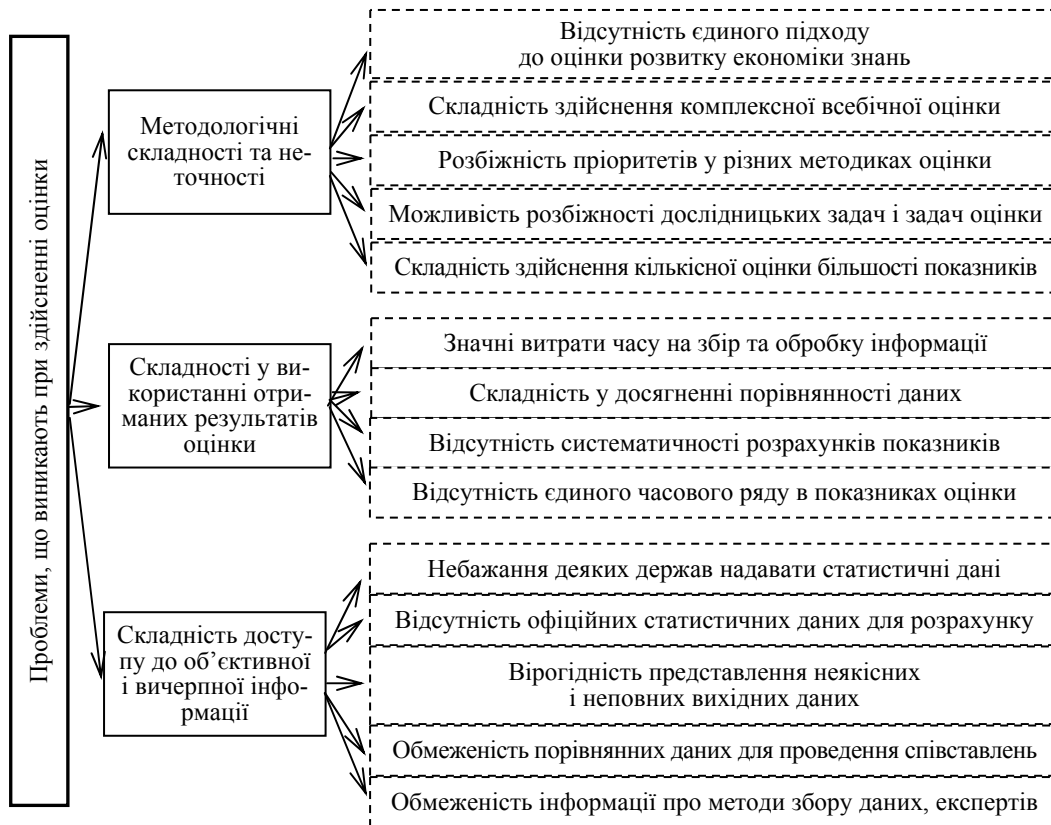 Проблеми, що виникають при здійсненні оцінки
Методологічні
складності та не-
точності
Відсутність єдиного підходу
до оцінки розвитку економіки знань
Складність здійснення комплексної всебічної оцінки
Розбіжність пріоритетів у різних методиках оцінки
Можливість розбіжності дослідницьких задач і задач оцінки
Складність здійснення кількісної оцінки більшості показників
Складності у ви-
користанні отри-
маних результатів
оцінки
Значні витрати часу на збір та обробку інформації
Складність у досягненні порівнянності даних
Відсутність систематичності розрахунків показників
Відсутність єдиного часового ряду в показниках оцінки
Складність досту-
пу до об’єктивної
і вичерпної інфо-
рмації
Небажання деяких держав надавати статистичні дані
Відсутність офіційних статистичних даних для розрахунку
Вірогідність представлення неякісних
і неповних вихідних даних
Обмеженість порівнянних даних для проведення співставлень
Обмеженість інформації про методи збору даних, експертів